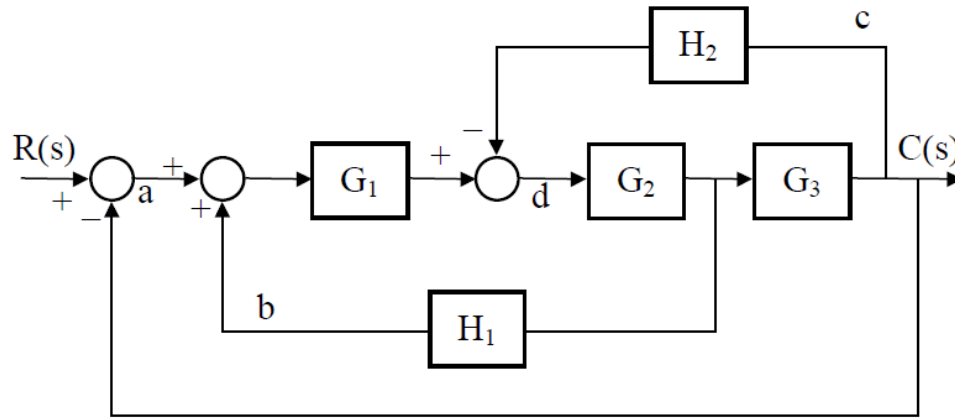 c
H₂
R(s)
−
C(s)
+
+
G₁
+
G₂
G₃
+
−
a
+
d
b
H₁